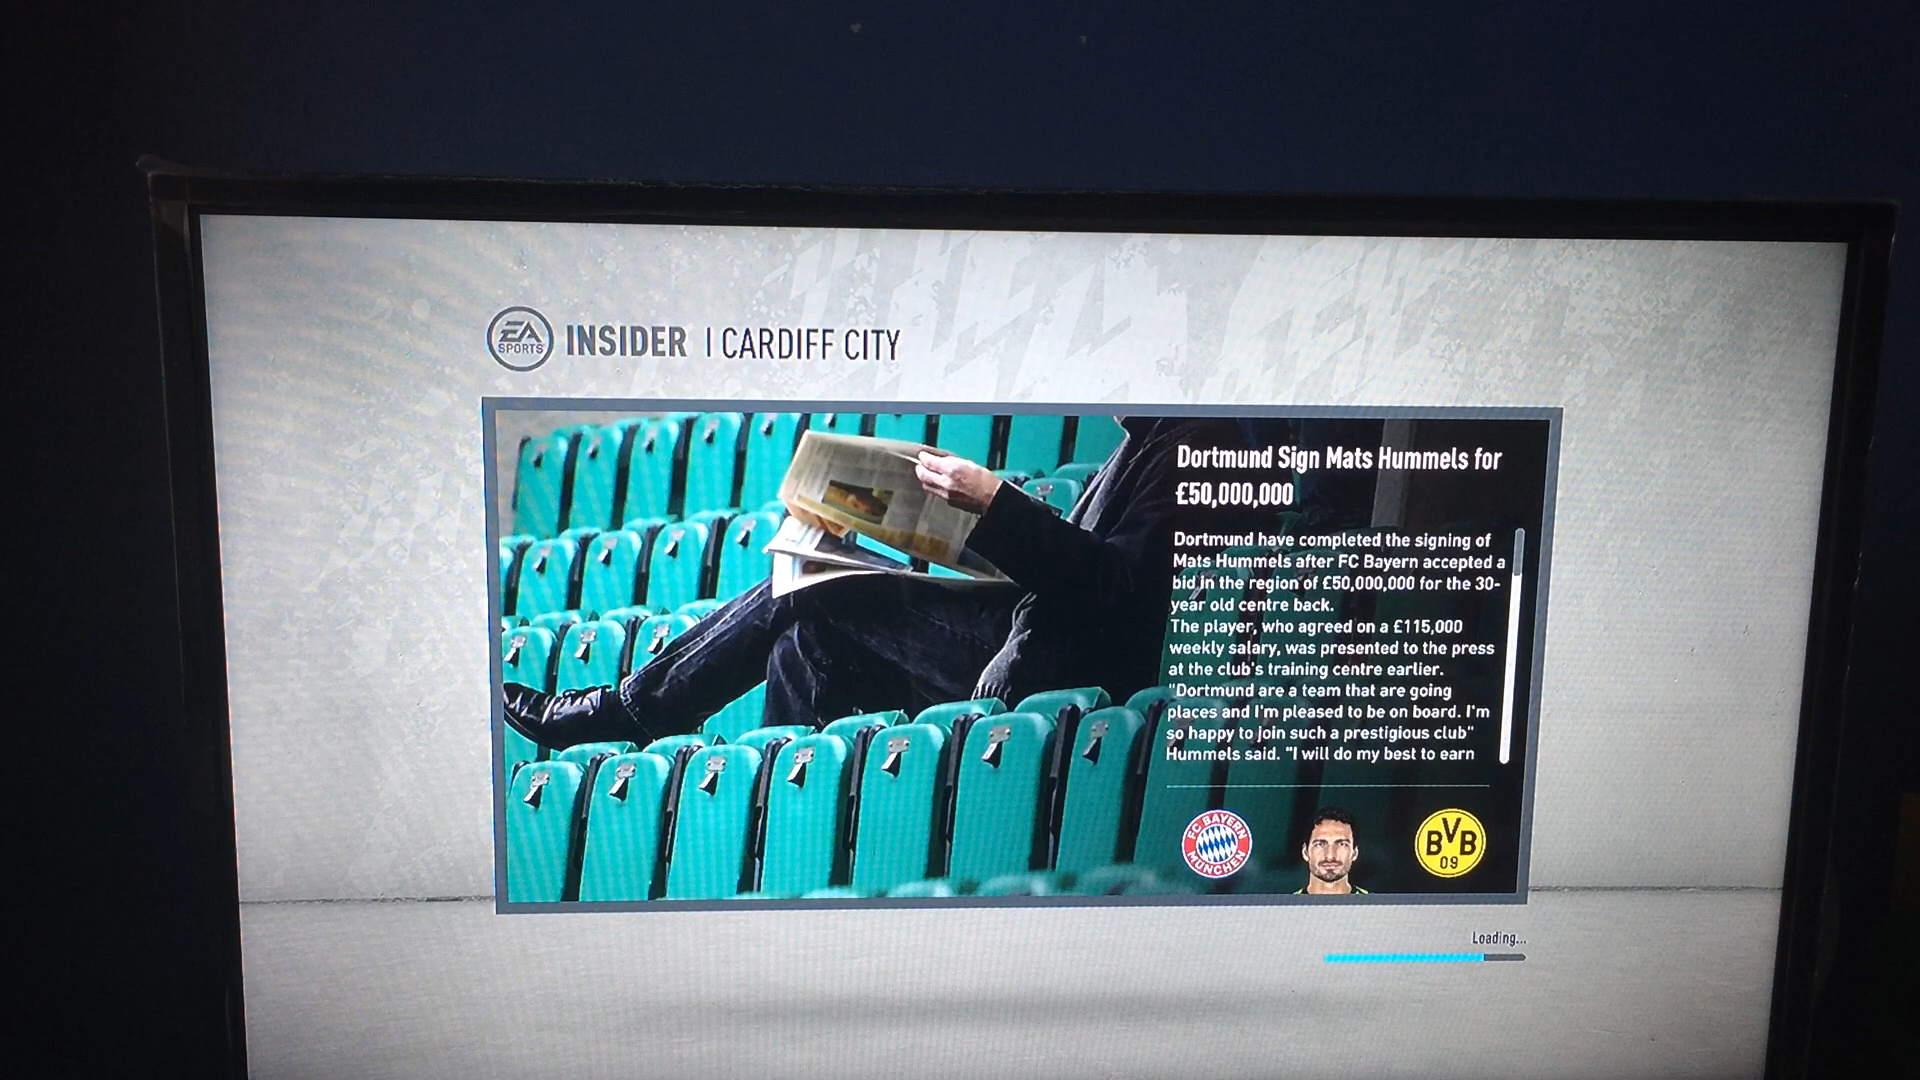 EA
SPORTS
INSIDER | CARDIFF CITY
Dortmund Sign Mats Hummels for
£50,000,000
Dortmund have completed the signing of
Mats Hummels after FC Bayern accepted a
bid in the region of £50,000,000 for the 30-
year old centre back.
The player, who agreed on a £115,000
weekly salary, was presented to the press
at the club's training centre earlier.
"Dortmund are a team that are going
places and I'm pleased to be on board. I'm
so happy to join such a prestigious club"
Hummels said. "I will do my best to earn
FC BAYERN
MÜNCHEN
BVB
09
Loading...